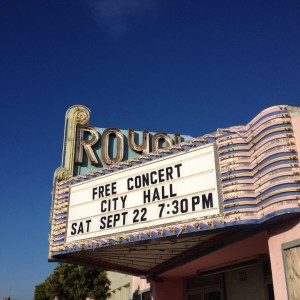 ROYAL
FREE CONCERT
CITY HALL
SAT SEPT 22 7:30PM